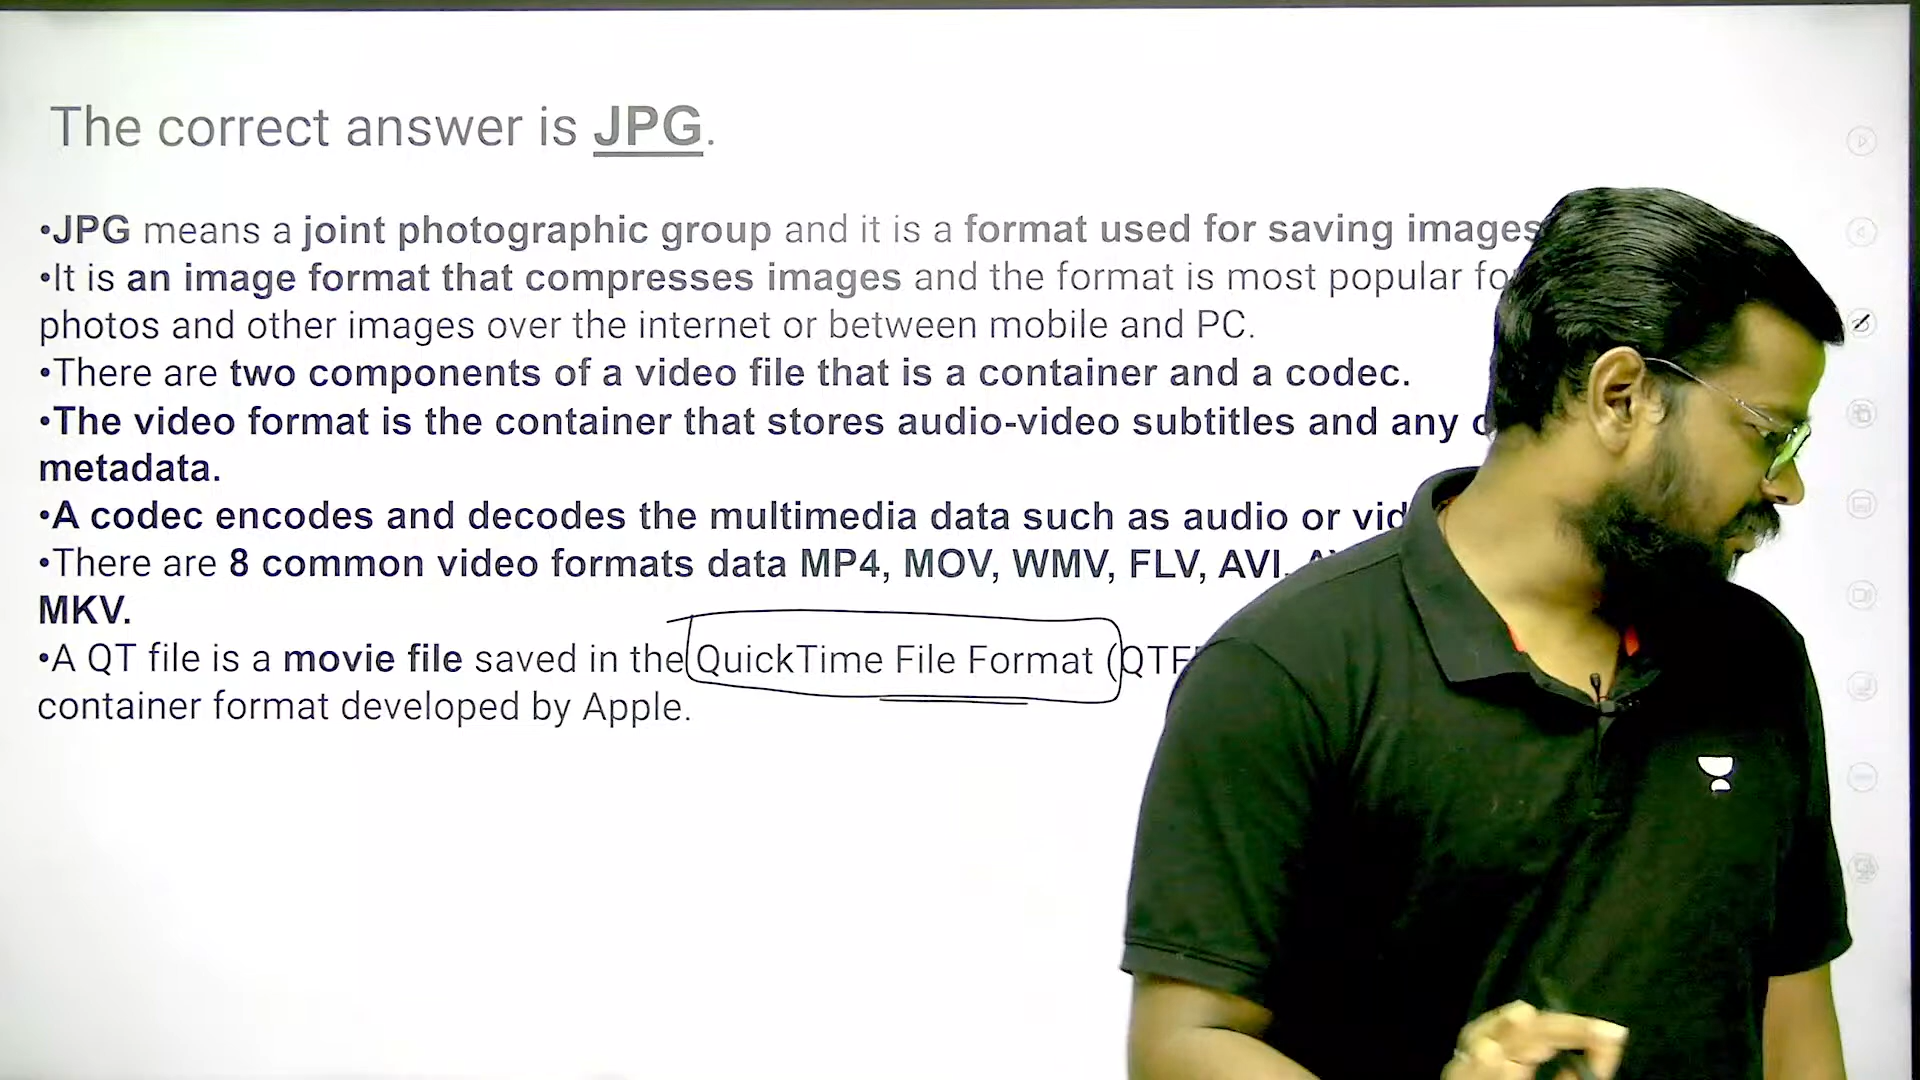 The correct answer is JPG.
•JPG means a joint photographic group and it is a format used for saving images
•It is an image format that compresses images and the format is most popular
photos and other images over the internet or between mobile and PC.
•There are two components of a video file that is a container and a codec.
•The video format is the container that stores audio-video subtitles and any
metadata.
•A codec encodes and decodes the multimedia data such as audio or
•There are 8 common video formats data MP4, MOV, WMV, FLV, AVI,
MKV.
•A QT file is a movie file saved in the QuickTime File Format (
container format developed by Apple.